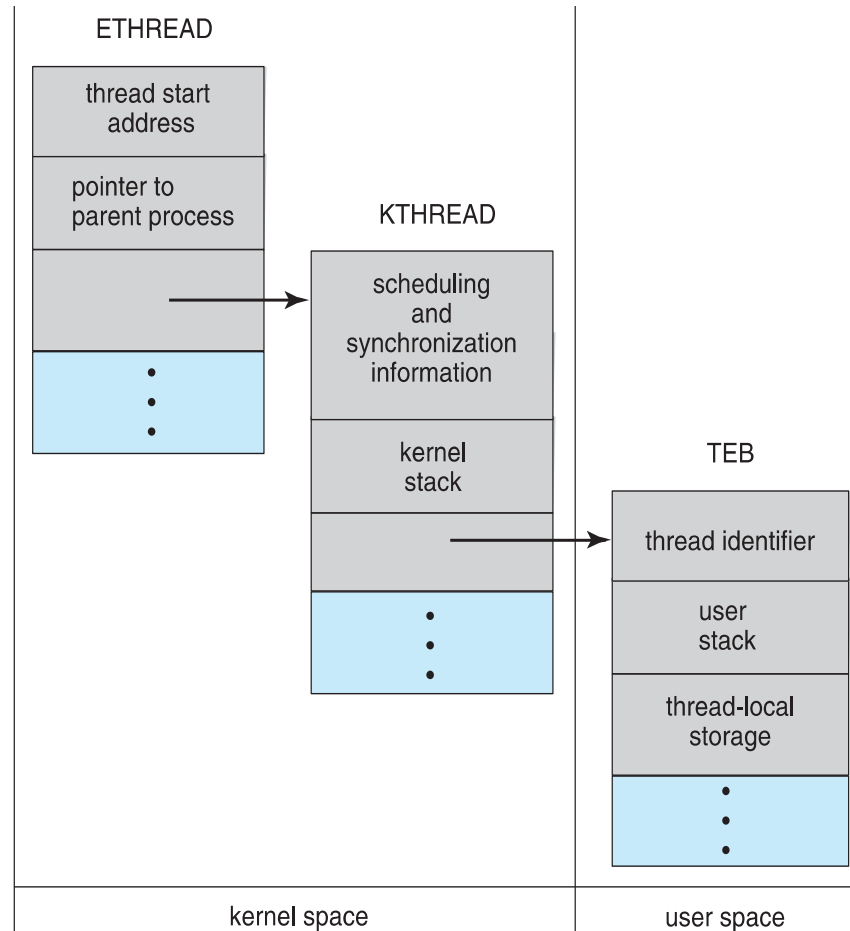 ETHREAD
thread start
address
pointer to
parent process
KTHREAD
scheduling
and
synchronization
information
kernel
stack
TEB
thread identifier
user
stack
thread-local
storage
kernel space
user space